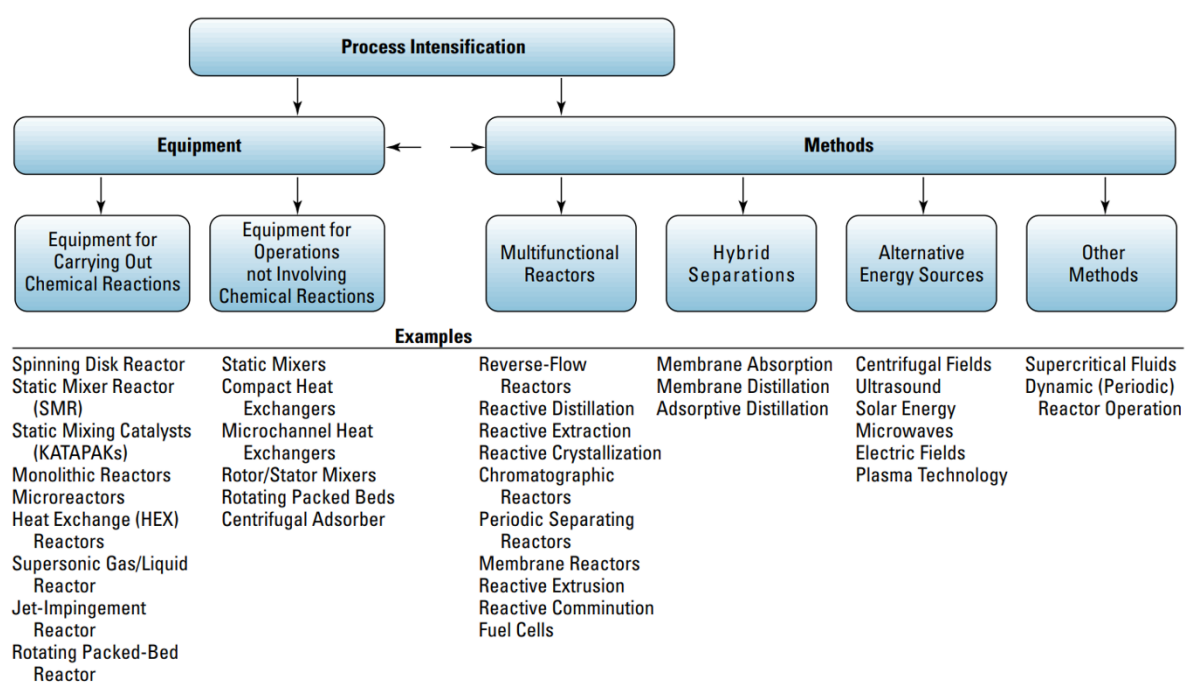 Process Intensification
Equipment
Methods
Equipment for
Carrying Out
Chemical Reactions
Equipment for
Operations
not Involving
Chemical Reactions
Multifunctional
Reactors
Hybrid
Separations
Alternative
Energy Sources
Other
Methods
Examples
Spinning Disk Reactor
Static Mixer Reactor
(SMR)
Static Mixing Catalysts
(KATAPAKs)
Monolithic Reactors
Microreactors
Heat Exchange (HEX)
Reactors
Supersonic Gas/Liquid
Reactor
Jet-Impingement
Reactor
Rotating Packed-Bed
Reactor
Static Mixers
Compact Heat
Exchangers
Microchannel Heat
Exchangers
Rotor/Stator Mixers
Rotating Packed Beds
Centrifugal Adsorber
Reverse-Flow
Reactors
Reactive Distillation
Reactive Extraction
Reactive Crystallization
Chromatographic
Reactors
Periodic Separating
Reactors
Membrane Reactors
Reactive Extrusion
Reactive Comminution
Fuel Cells
Membrane Absorption
Membrane Distillation
Adsorptive Distillation
Centrifugal Fields
Ultrasound
Solar Energy
Microwaves
Electric Fields
Plasma Technology
Supercritical Fluids
Dynamic (Periodic)
Reactor Operation